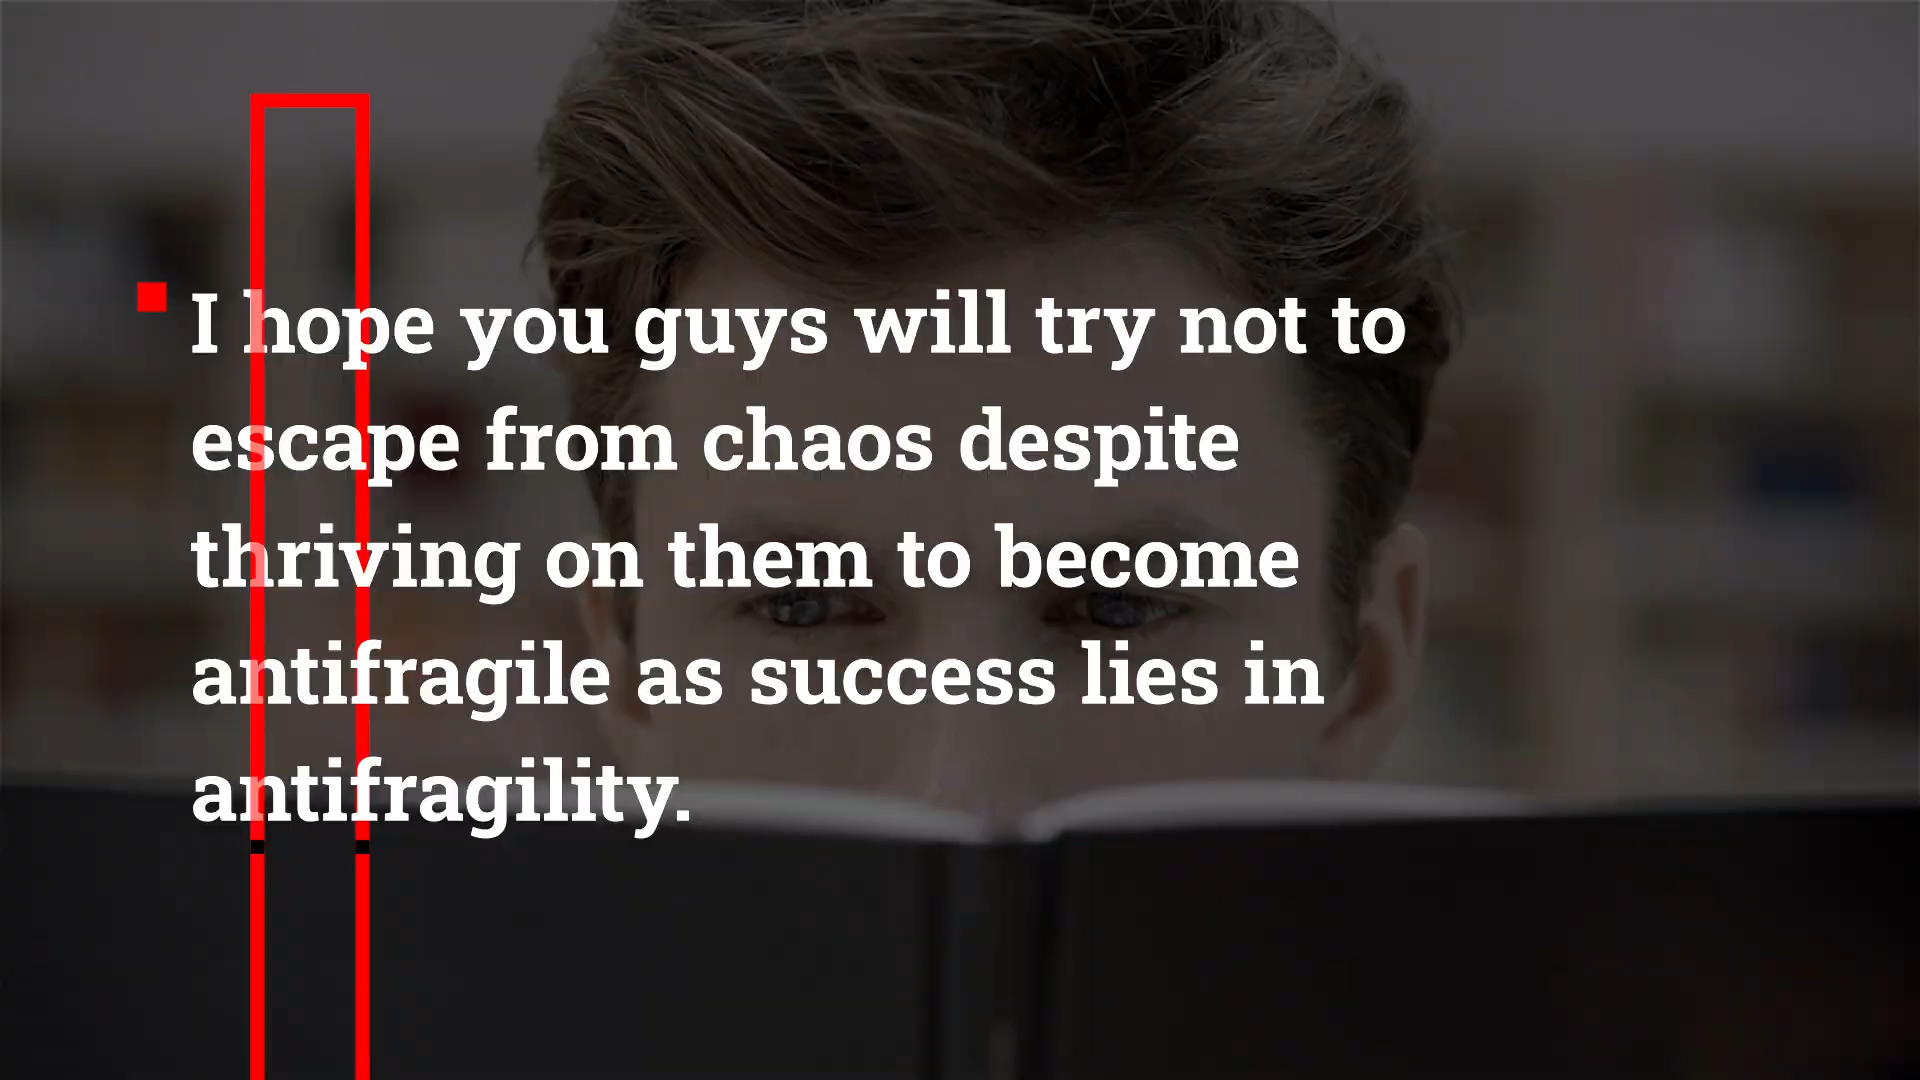 I hope you guys will try not to
escape from chaos despite
thriving on them to become
antifragile as success lies in
antifragility.